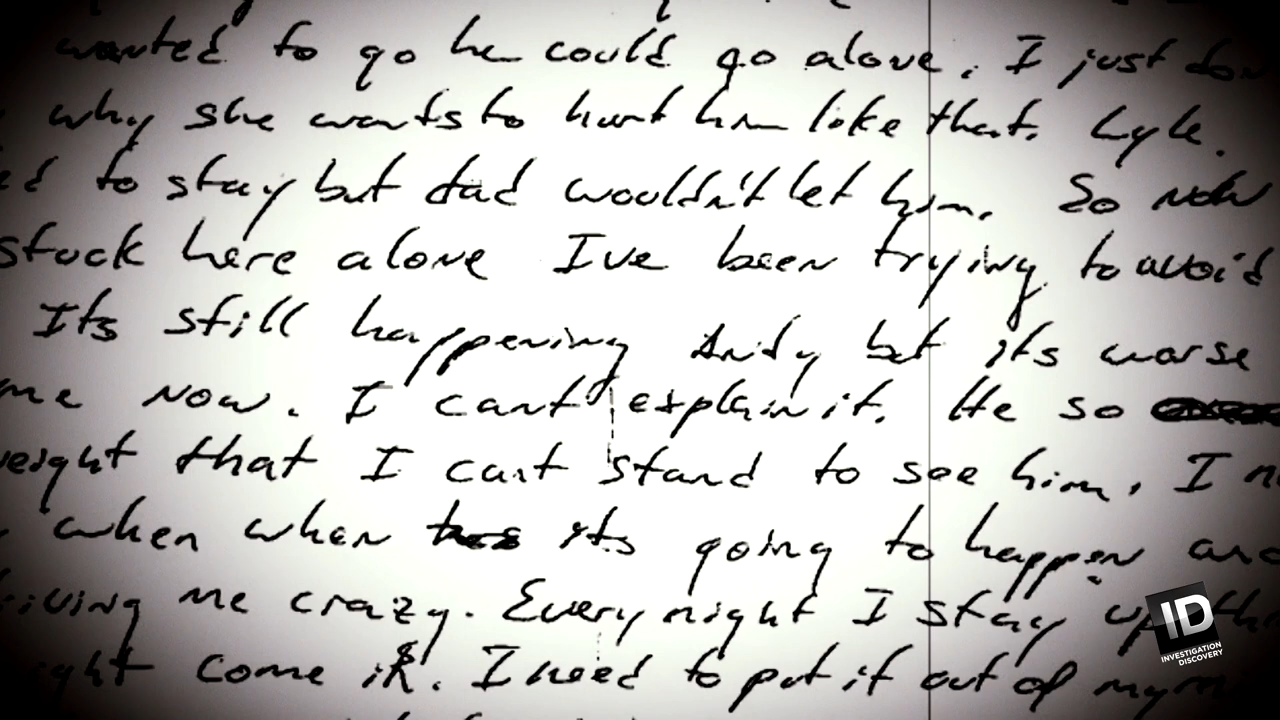 wanted to go he could go alone. I just
why she wants to hurt him like that. Lyle.
ed to stay but dad wouldn't let him. So now
stuck here alone Ive been trying to avoid
Its still happening Andy but its worse
me now. I cant explain it. He so
weight that I cant stand to see him. I
when when its going to happen and
driving me crazy. Every night I stay up
ght come in. I need to put it out of my
ID
INVESTIGATION
DISCOVERY